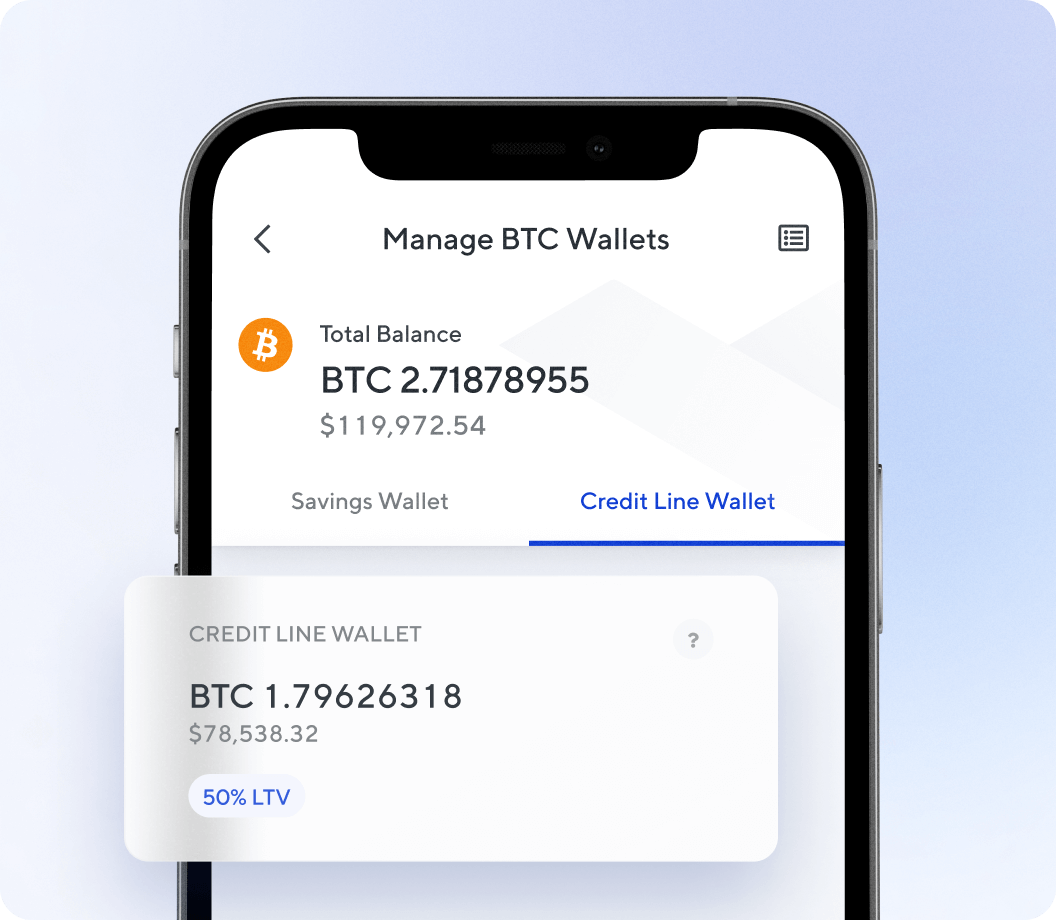 Manage BTC Wallets
Total Balance
BTC 2.71878955
$119,972.54
Savings Wallet
Credit Line Wallet
CREDIT LINE WALLET
?
BTC 1.79626318
$78,538.32
50% LTV